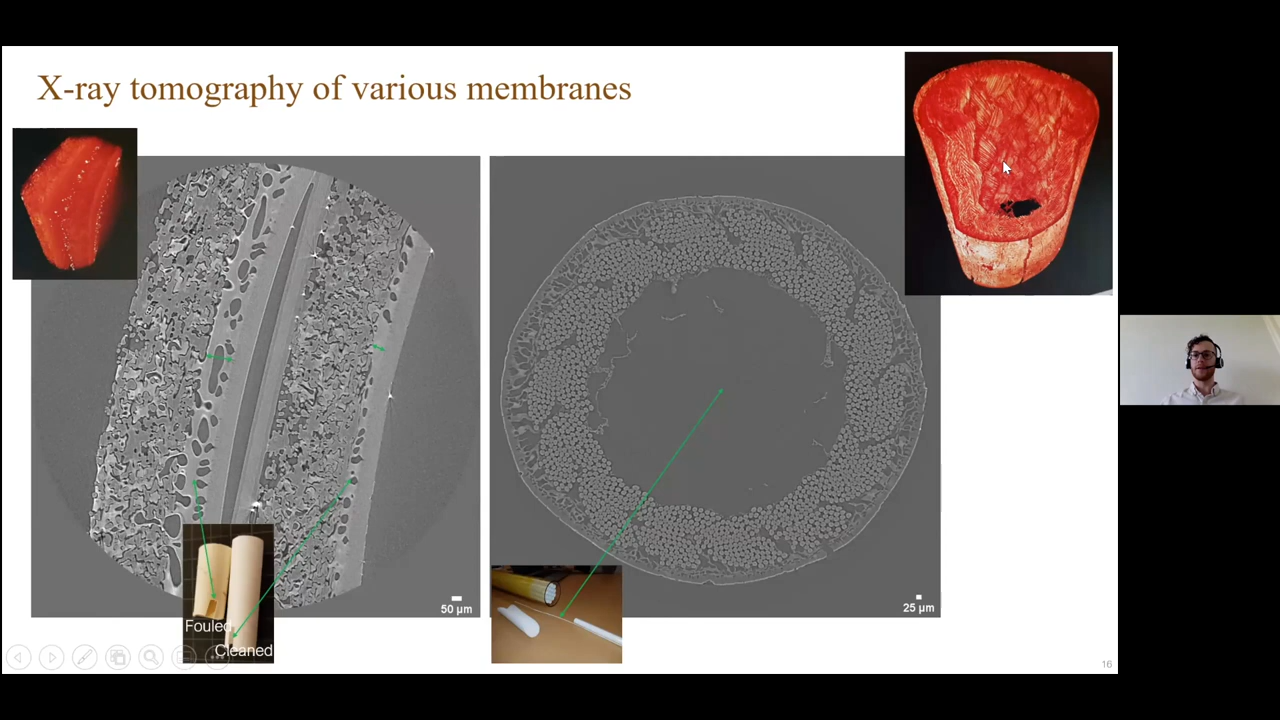 X-ray tomography of various membranes
50 µm
25 µm
Fouled
Cleaned
16